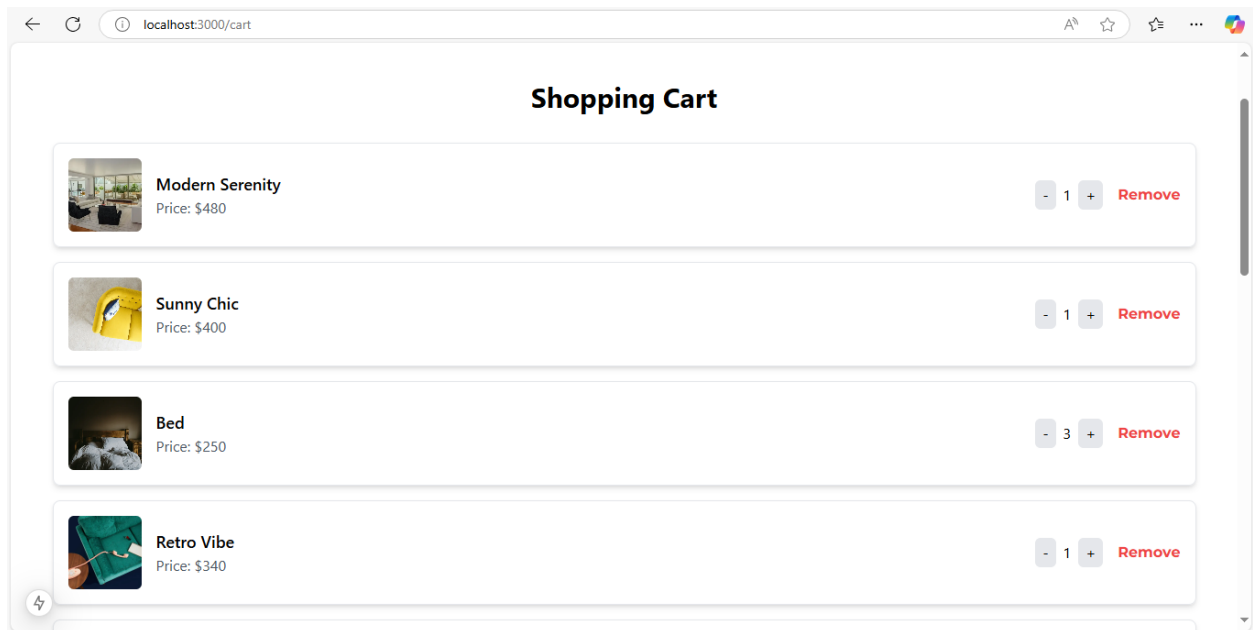 localhost:3000/cart
Shopping Cart
Modern Serenity
Price: $480
- 1 + Remove
Sunny Chic
Price: $400
- 1 + Remove
Bed
Price: $250
- 3 + Remove
Retro Vibe
Price: $340
- 1 + Remove